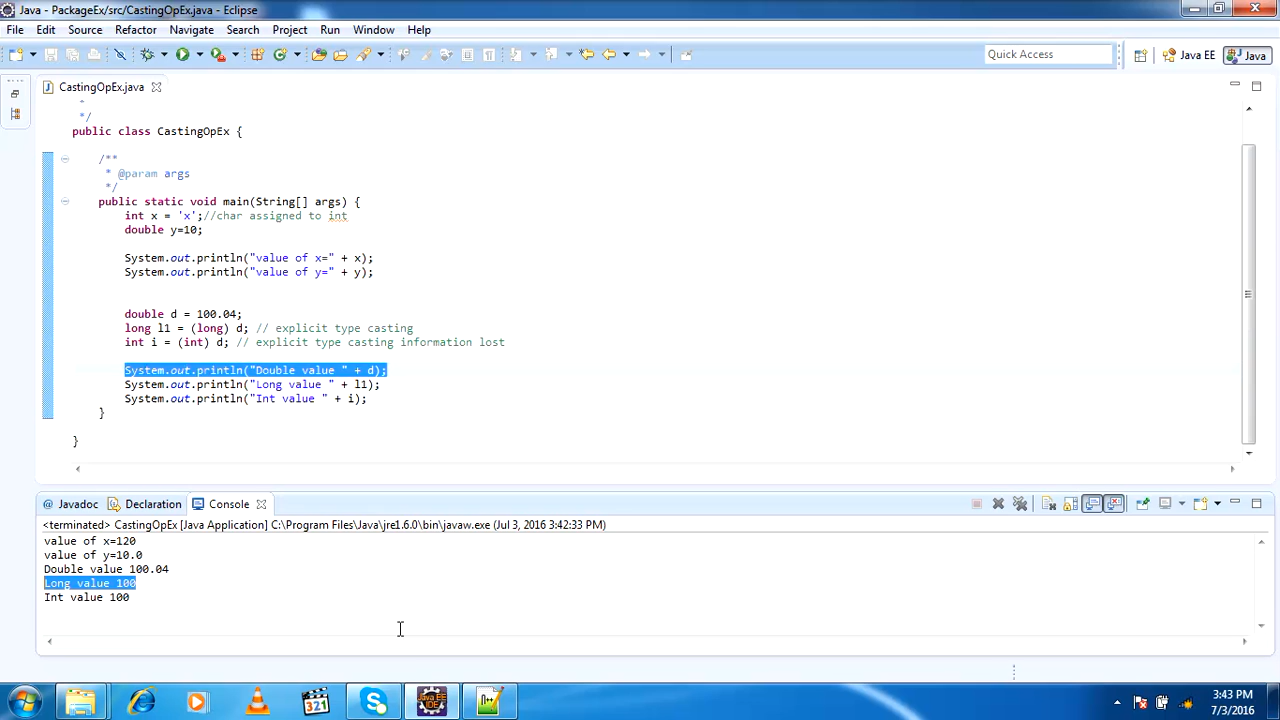 Java - PackageEx/src/CastingOpEx.java - Eclipse
File Edit Source Refactor Navigate Search Project Run Window Help
Quick Access
Java EE
Java
CastingOpEx.java
*
*/
public class CastingOpEx {
/**
* @param args
*/
public static void main(String[] args) {
int x = 'x';//char assigned to int
double y=10;
System.out.println("value of x=" + x);
System.out.println("value of y=" + y);
double d = 100.04;
long l1 = (long) d; // explicit type casting
int i = (int) d; // explicit type casting information lost
System.out.println("Double value " + d);
System.out.println("Long value " + l1);
System.out.println("Int value " + i);
}
}
@ Javadoc Declaration Console
<terminated> CastingOpEx [Java Application] C:\Program Files\Java\jre1.6.0\bin\javaw.exe (Jul 3, 2016 3:42:33 PM)
value of x=120
value of y=10.0
Double value 100.04
Long value 100
Int value 100
321
Java EE
IDE
3:43 PM
7/3/2016